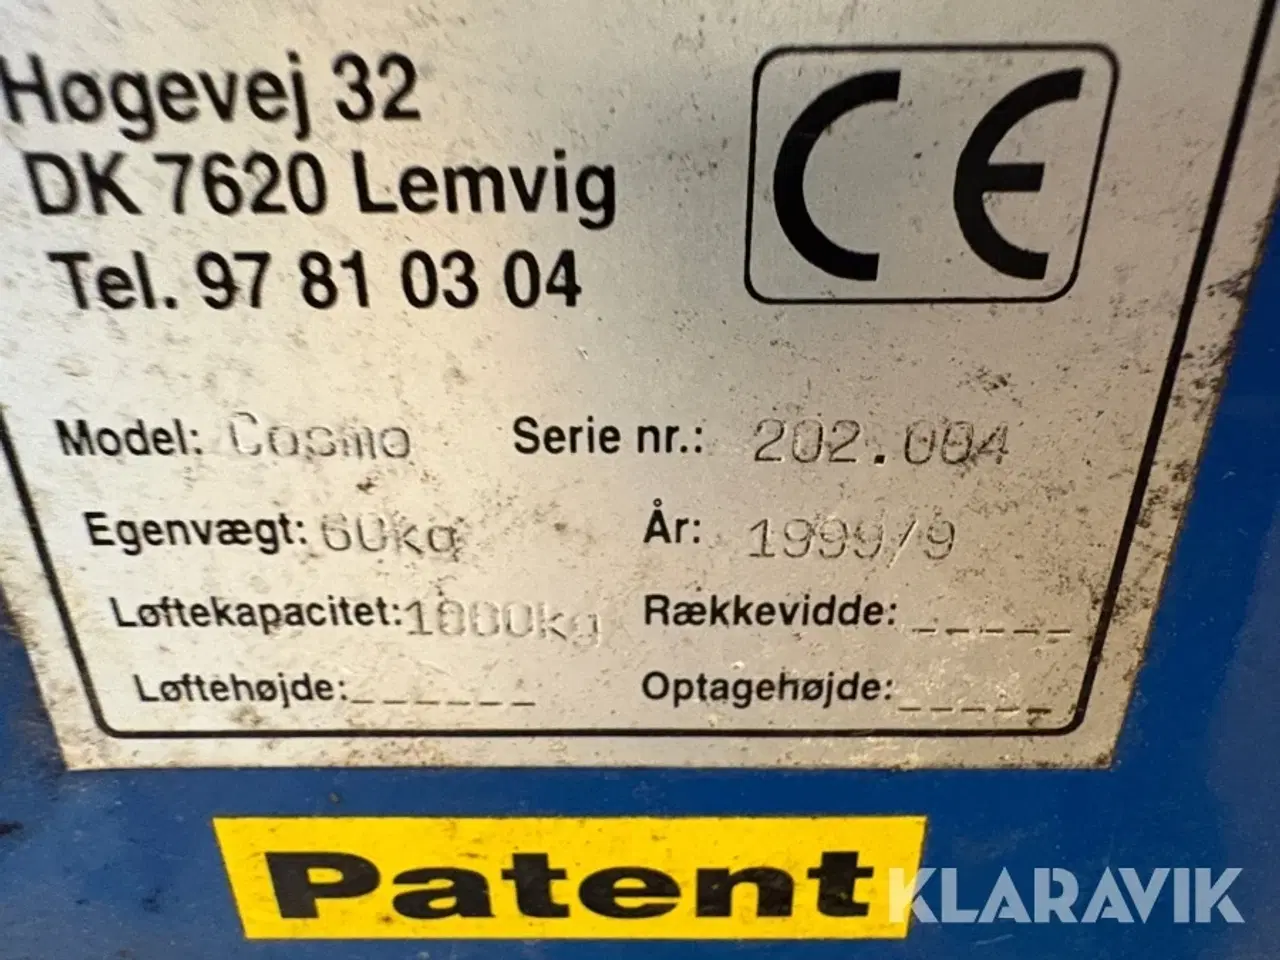 Høgevej 32
DK 7620 Lemvig
Tel. 97 81 03 04
CE
Model: Cosmo Serie nr.: 202.004
Egenvægt: 60kg År: 1999/9
Løftekapacitet: 1000kg Rækkevidde: _____
Løftehøjde: ______ Optagehøjde: _____
Patent
KLARAVIK